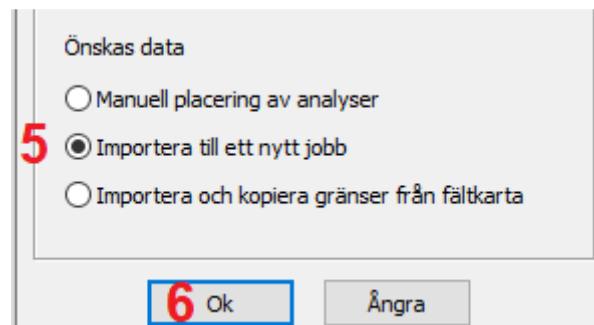 Önskas data
Manuell placering av analyser
5 Importera till ett nytt jobb
Importera och kopiera gränser från fältkarta
6 Ok Ångra